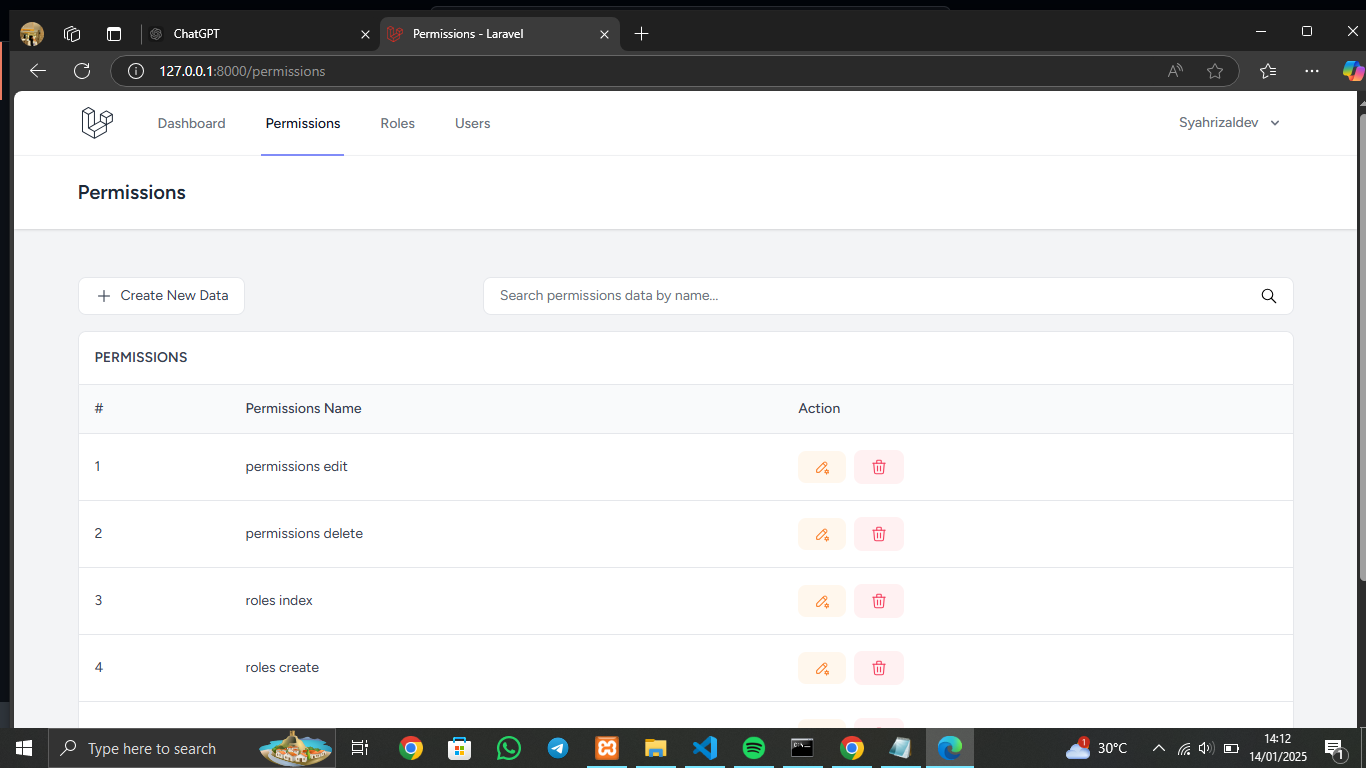 ChatGPT
Permissions - Laravel
127.0.0.1:8000/permissions
Dashboard Permissions Roles Users Syahrizaldev
Permissions
Create New Data
Search permissions data by name...
PERMISSIONS
# Permissions Name Action
1 permissions edit
2 permissions delete
3 roles index
4 roles create
Type here to search
1
30°C
14:12
14/01/2025
1